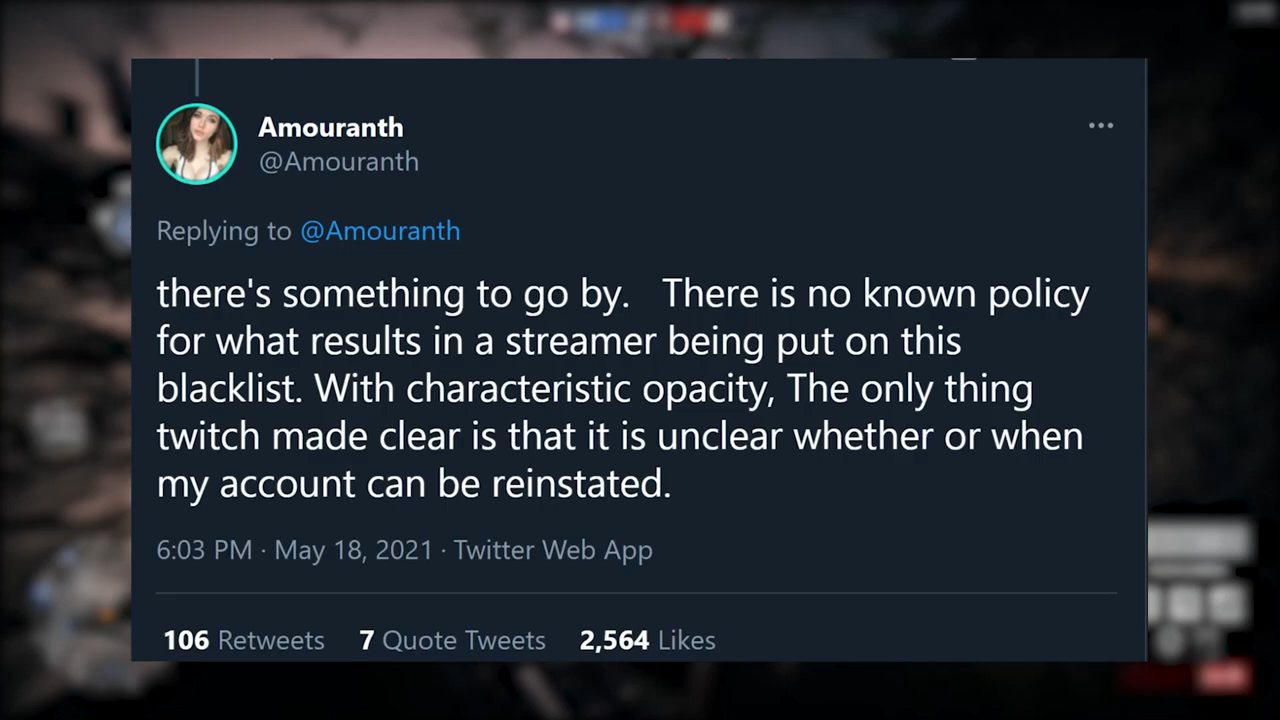 Amouranth
@Amouranth
Replying to @Amouranth
there's something to go by.   There is no known policy
for what results in a streamer being put on this
blacklist. With characteristic opacity, The only thing
twitch made clear is that it is unclear whether or when
my account can be reinstated.
6:03 PM · May 18, 2021 · Twitter Web App
106 Retweets 7 Quote Tweets 2,564 Likes